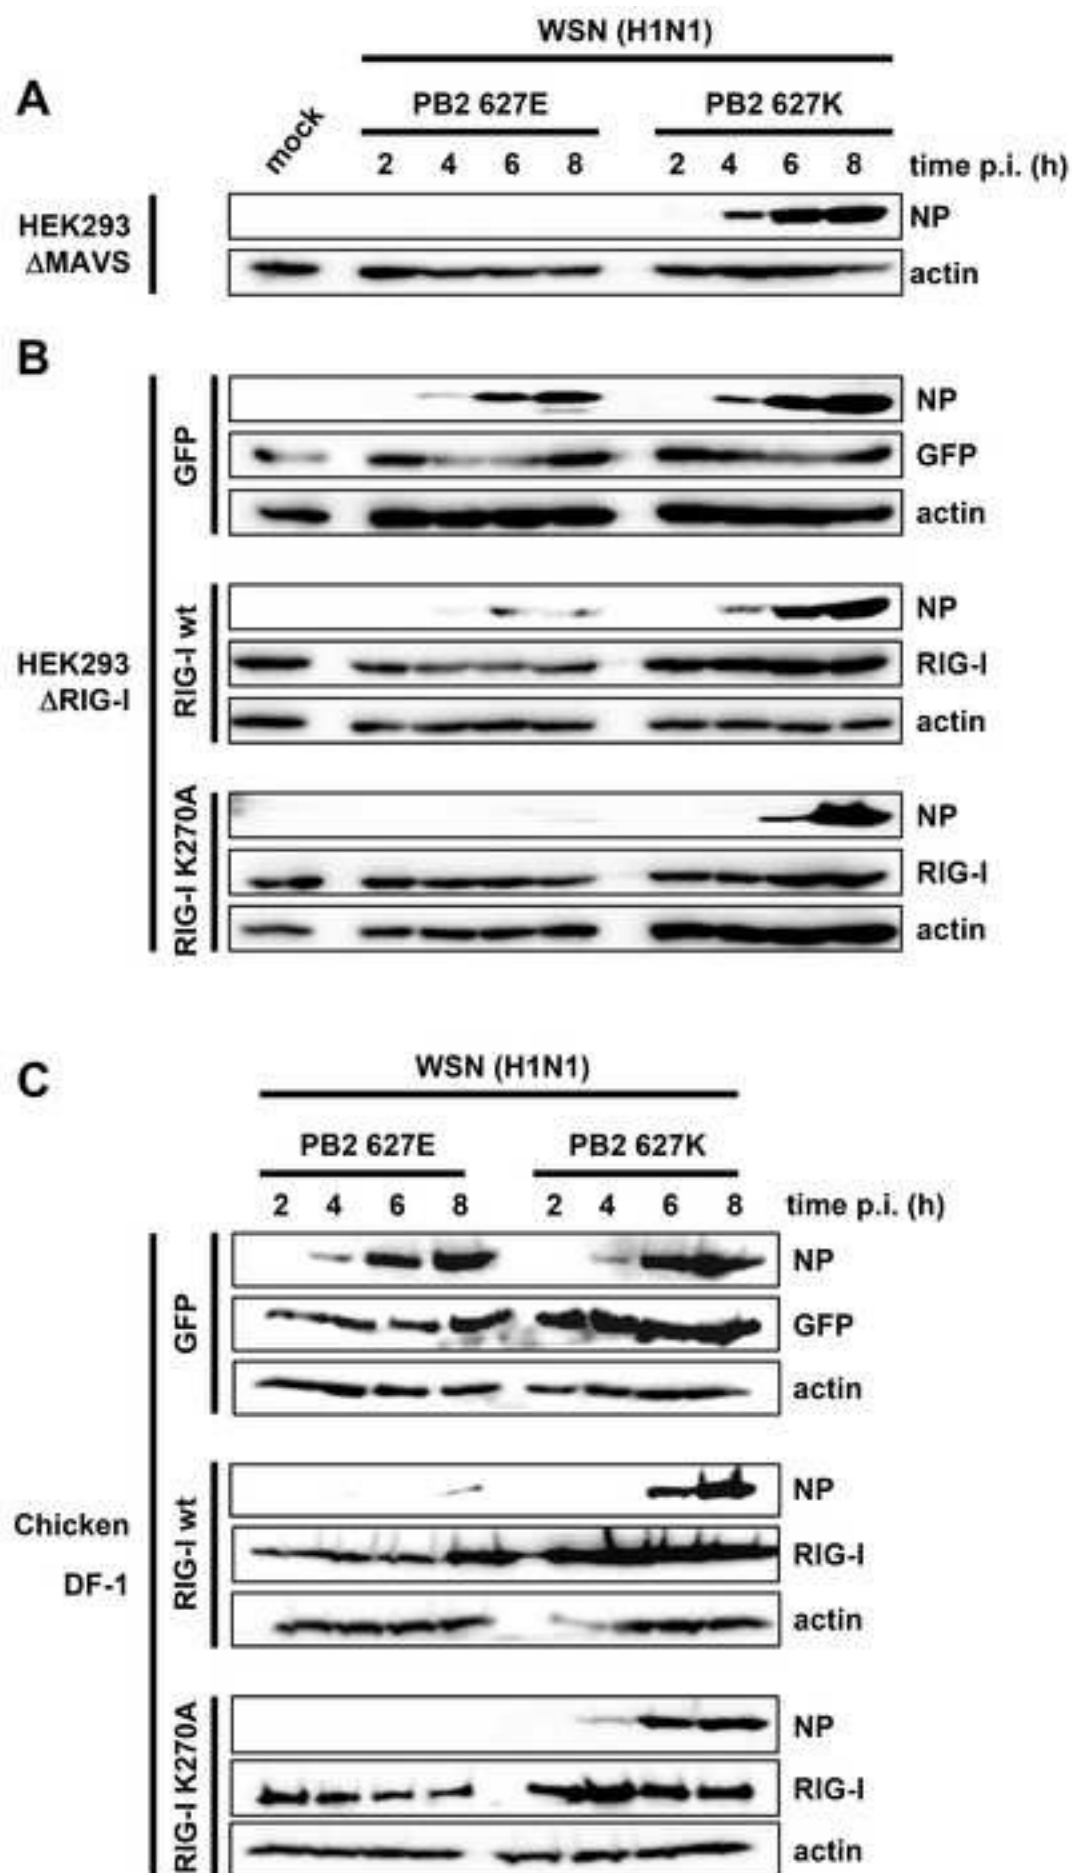 WSN (H1N1)
A
mock
PB2 627E
PB2 627K
2 4 6 8 2 4 6 8 time p.i. (h)
HEK293
ΔMAVS
NP
actin
B
HEK293
ΔRIG-I
GFP
NP
GFP
actin
RIG-I wt
NP
RIG-I
actin
RIG-I K270A
NP
RIG-I
actin
C
WSN (H1N1)
PB2 627E
PB2 627K
2 4 6 8 2 4 6 8 time p.i. (h)
Chicken
DF-1
GFP
NP
GFP
actin
RIG-I wt
NP
RIG-I
actin
RIG-I K270A
NP
RIG-I
actin